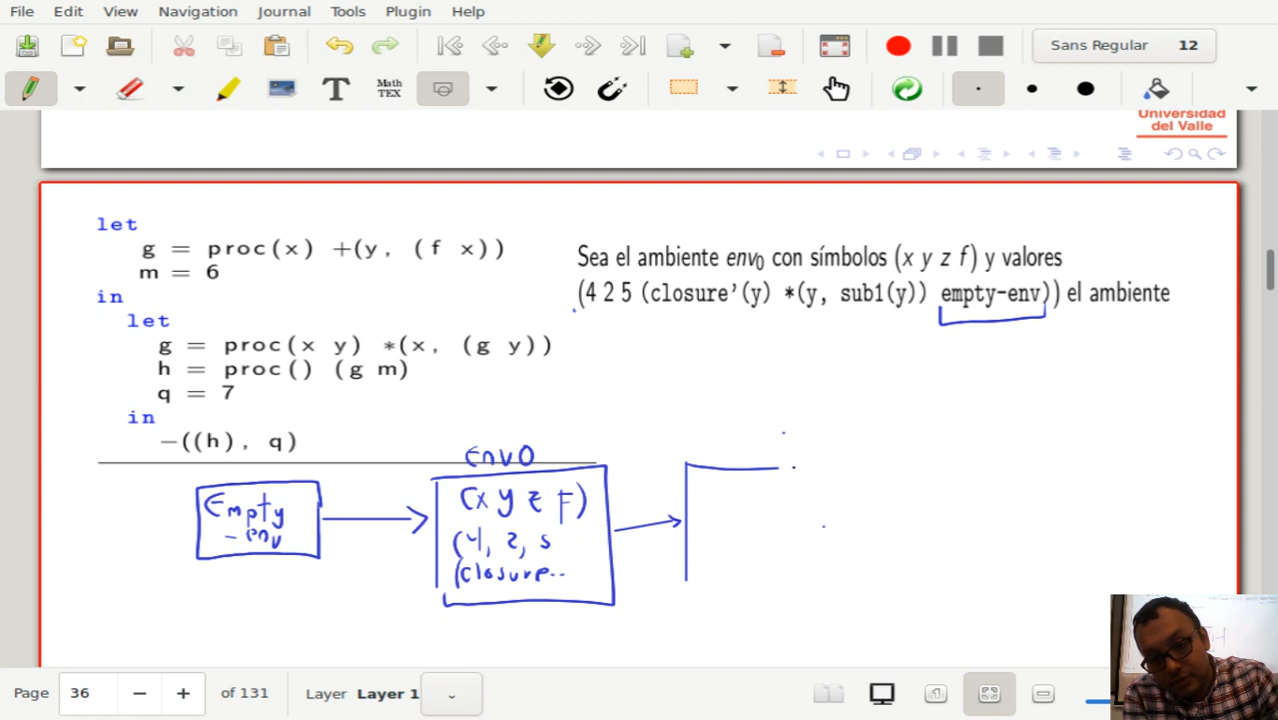 File Edit View Navigation Journal Tools Plugin Help
Sans Regular 12
T Math TEX
Universidad
del Valle
let
g = proc(x) +(y, (f x))
m = 6
in
let
g = proc(x y) *(x, (g y))
h = proc() (g m)
q = 7
in
−((h), q)
Sea el ambiente env0 con símbolos (x y z f) y valores
(4 2 5 (closure'(y) *(y, sub1(y)) empty-env)) el ambiente
Env0
Empty
-env
(x y z F)
(4, 2, 5
(closure..
Page 36 − + of 131 Layer Layer 1